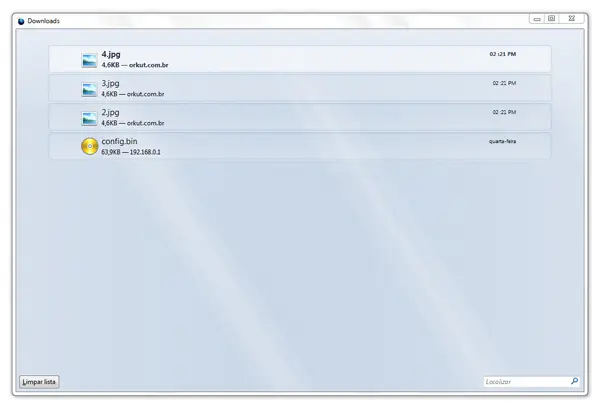 Downloads
4.jpg
02:21 PM
4,6KB — orkut.com.br
3.jpg
02:21 PM
4,6KB — orkut.com.br
2.jpg
02:21 PM
4,6KB — orkut.com.br
config.bin
quarta-feira
63,9KB — 192.168.0.1
Limpar lista
Localizar